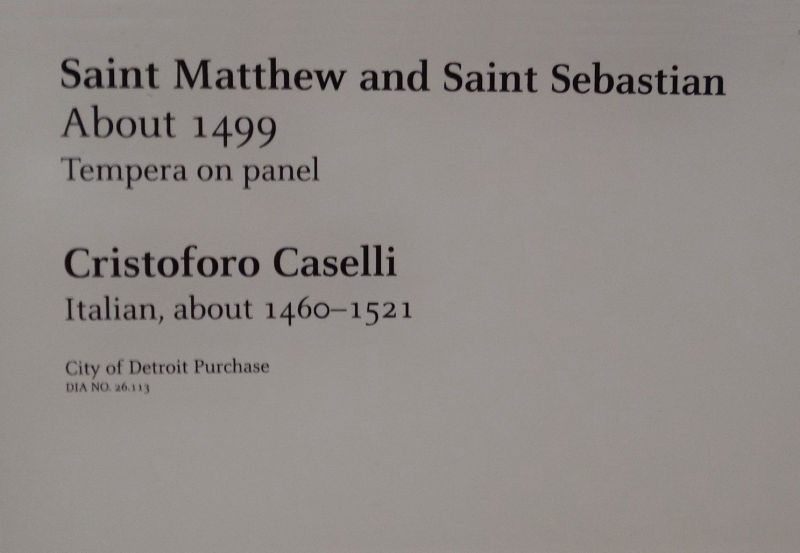 Saint Matthew and Saint Sebastian
About 1499
Tempera on panel
Cristoforo Caselli
Italian, about 1460–1521
City of Detroit Purchase
DIA NO. 26.113